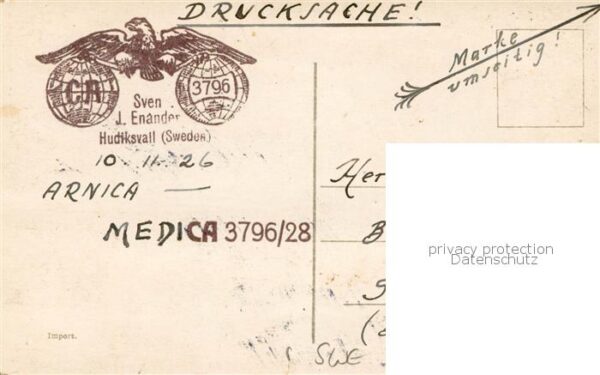 DRUCKSACHE!
Marke
umseitig!
CR 3796
Sven
J. Enander
Hudiksvall (Sweden)
10 11-26
ARNICA —
Her
MEDICA 3796/28
B
S
privacy protection
Datenschutz
Import.
SWE